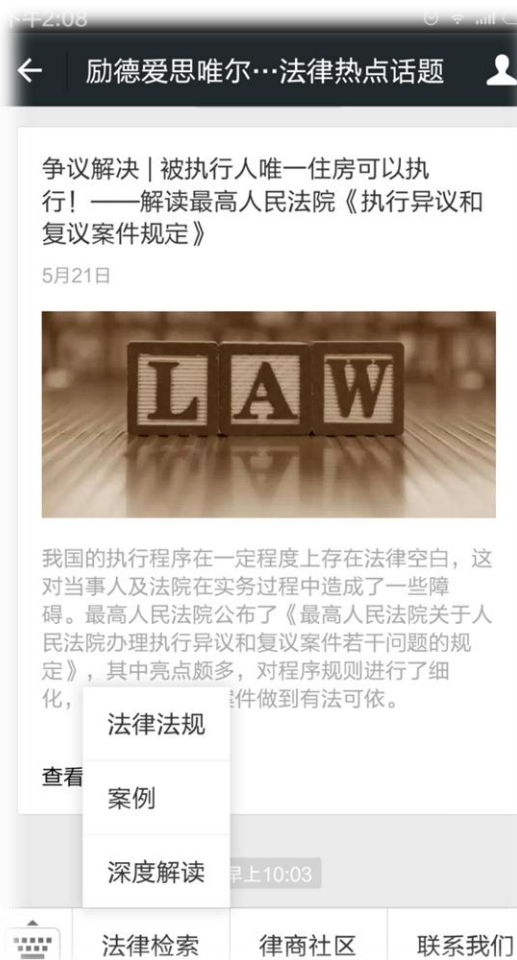 下午2:08
励德爱思唯尔…法律热点话题
争议解决 | 被执行人唯一住房可以执
行！——解读最高人民法院《执行异议和
复议案件规定》
5月21日
LAW
我国的执行程序在一定程度上存在法律空白，这
对当事人及法院在实务过程中造成了一些障
碍。最高人民法院公布了《最高人民法院关于人
民法院办理执行异议和复议案件若干问题的规
定》，其中亮点颇多，对程序规则进行了细
化，
件做到有法可依。
法律法规
查看
案例
深度解读
早上10:03
法律检索
律商社区
联系我们